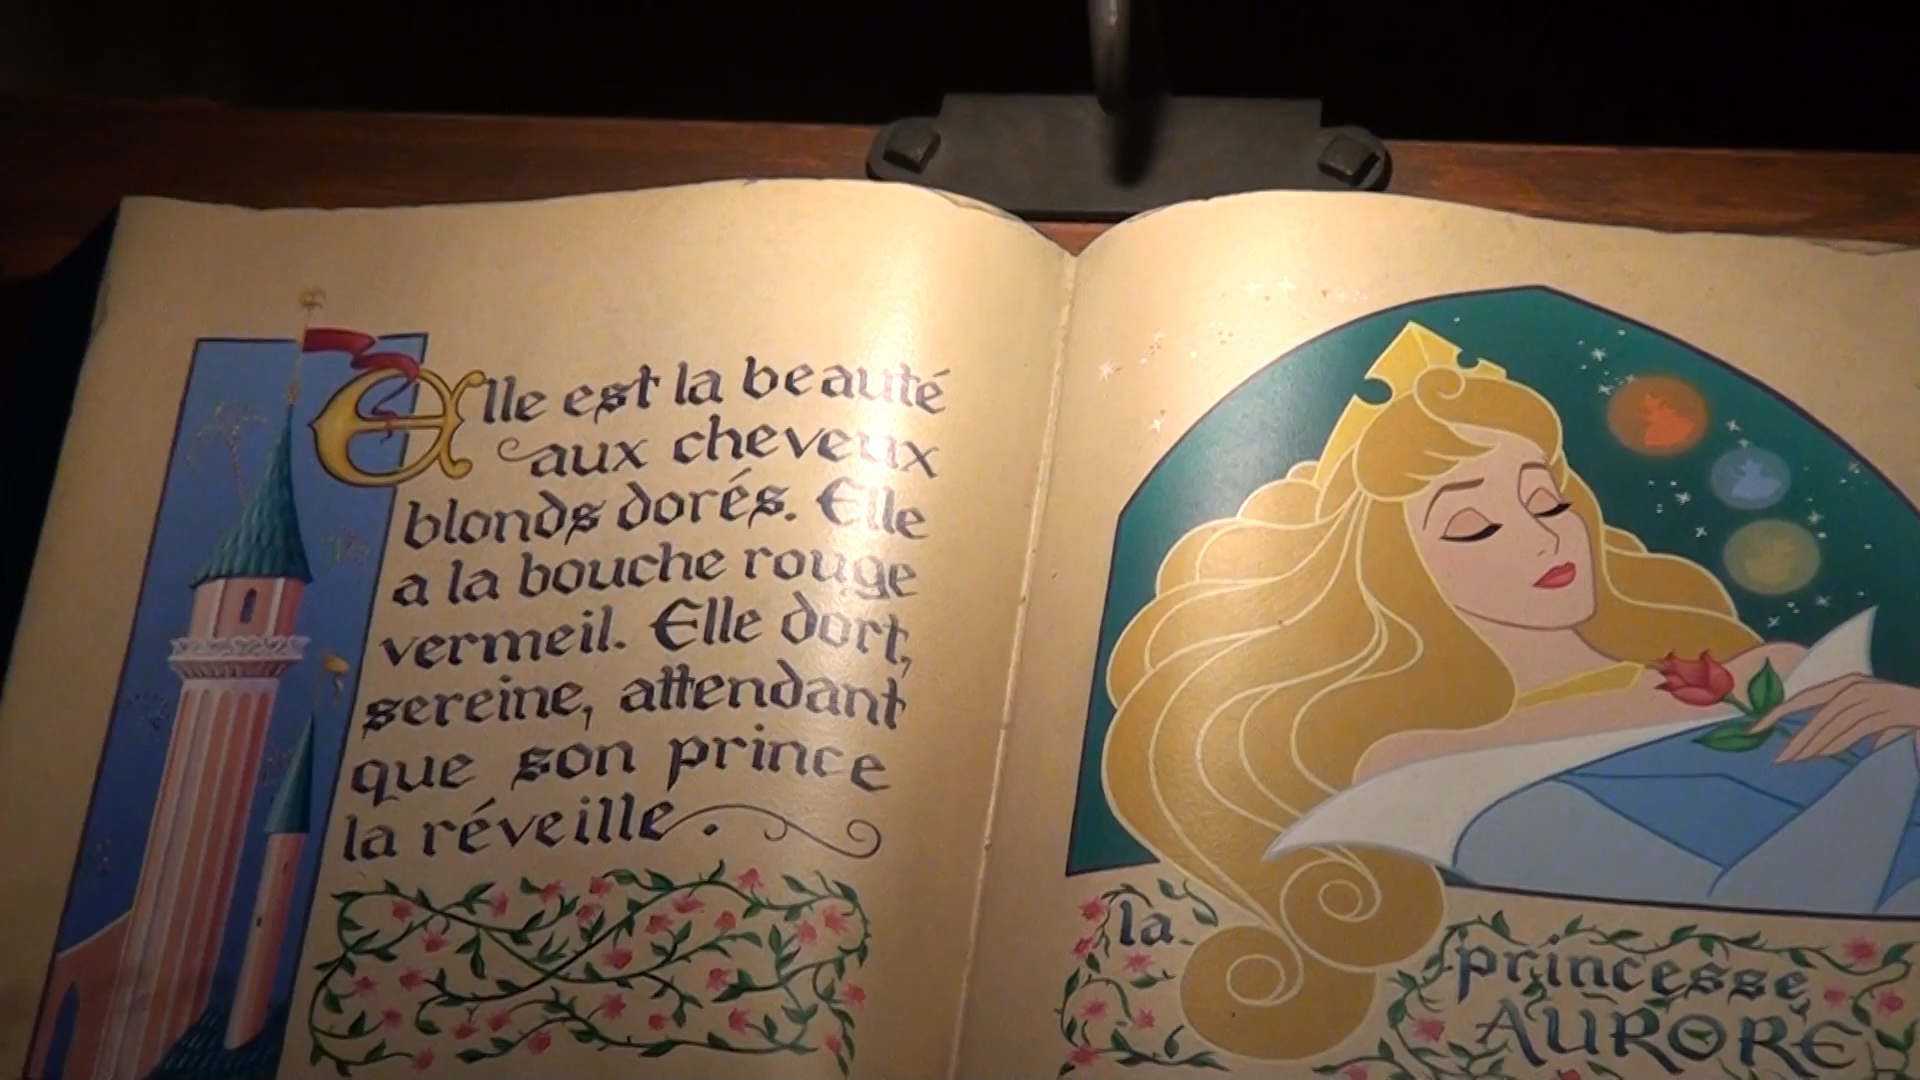 Elle est la beauté
aux cheveux
blonds dorés. Elle
a la bouche rouge
vermeil. Elle dort,
sereine, attendant
que son prince
la réveille.
la
princesse
AURORE